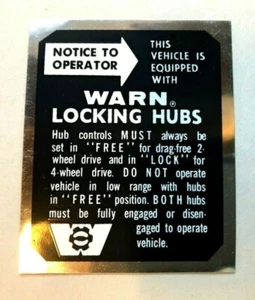 NOTICE TO OPERATOR
THIS VEHICLE IS EQUIPPED WITH
WARN®
LOCKING HUBS
Hub controls MUST always be
set in "FREE" for drag-free 2-
wheel drive and in "LOCK" for
4-wheel drive. DO NOT operate
vehicle in low range with hubs
in "FREE" position. BOTH hubs
must be fully engaged or disen-
gaged to operate
vehicle.